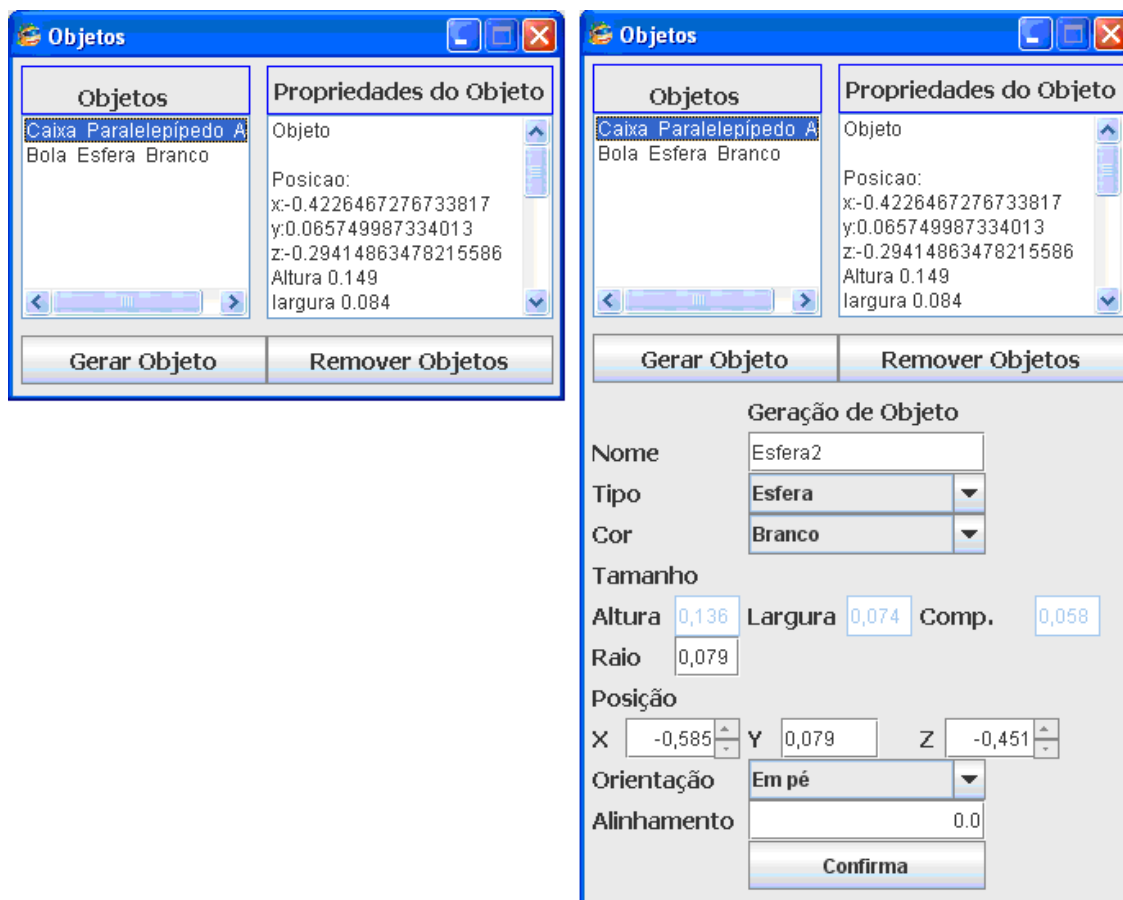 Objetos
Objetos
Propriedades do Objeto
Caixa Paralelepípedo A
Bola Esfera Branco
Objeto
Posicao:
x:-0.4226467276733817
y:0.065749987334013
z:-0.29414863478215586
Altura 0.149
largura 0.084
Gerar Objeto
Remover Objetos
Objetos
Objetos
Propriedades do Objeto
Caixa Paralelepípedo A
Bola Esfera Branco
Objeto
Posicao:
x:-0.4226467276733817
y:0.065749987334013
z:-0.29414863478215586
Altura 0.149
largura 0.084
Gerar Objeto
Remover Objetos
Geração de Objeto
Nome Esfera2
Tipo Esfera
Cor Branco
Tamanho
Altura 0,136 Largura 0,074 Comp. 0,058
Raio 0,079
Posição
X -0,585 Y 0,079 Z -0,451
Orientação Em pé
Alinhamento 0.0
Confirma